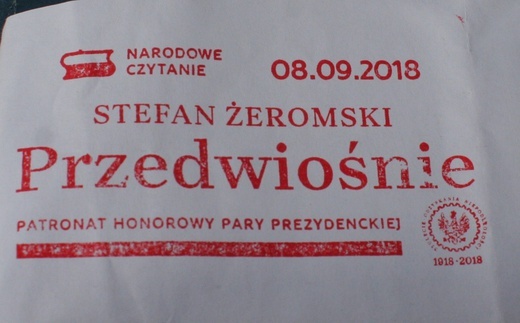 NARODOWE
CZYTANIE
08.09.2018
STEFAN ŻEROMSKI
Przedwiośnie
PATRONAT HONOROWY PARY PREZYDENCKIEJ
1918-2018